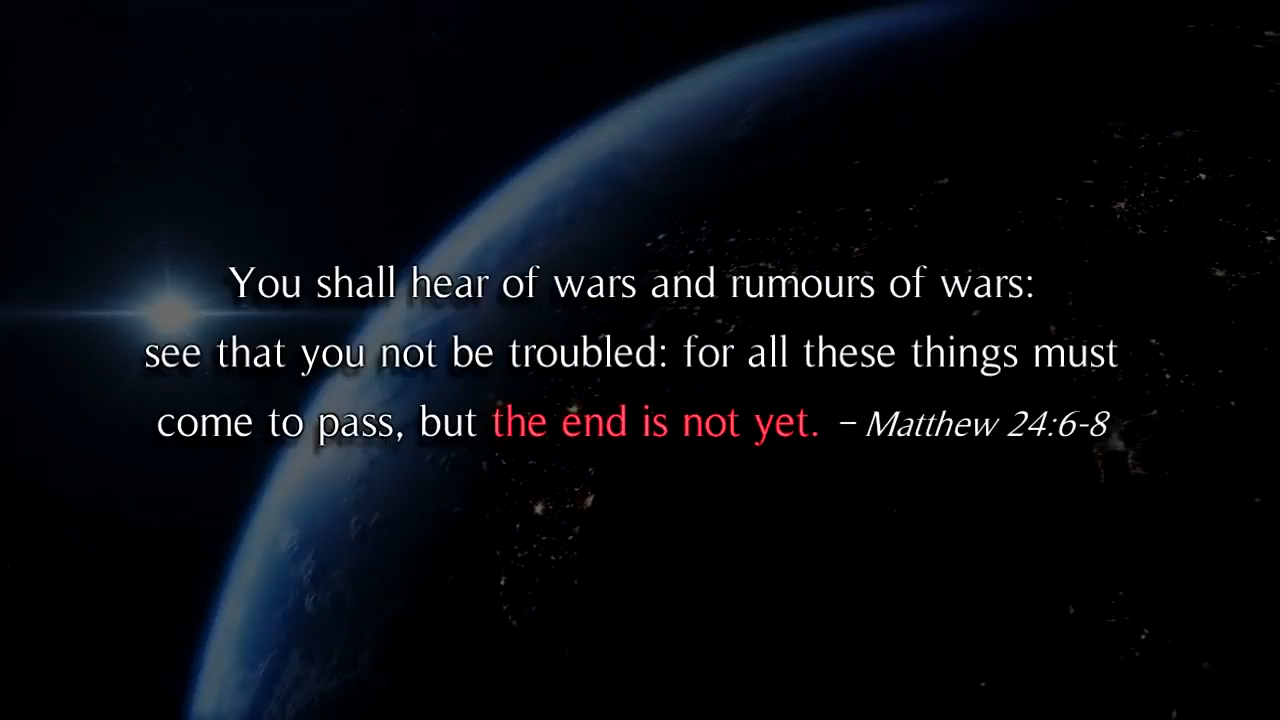 You shall hear of wars and rumours of wars:
see that you not be troubled: for all these things must
come to pass, but the end is not yet. – Matthew 24:6-8